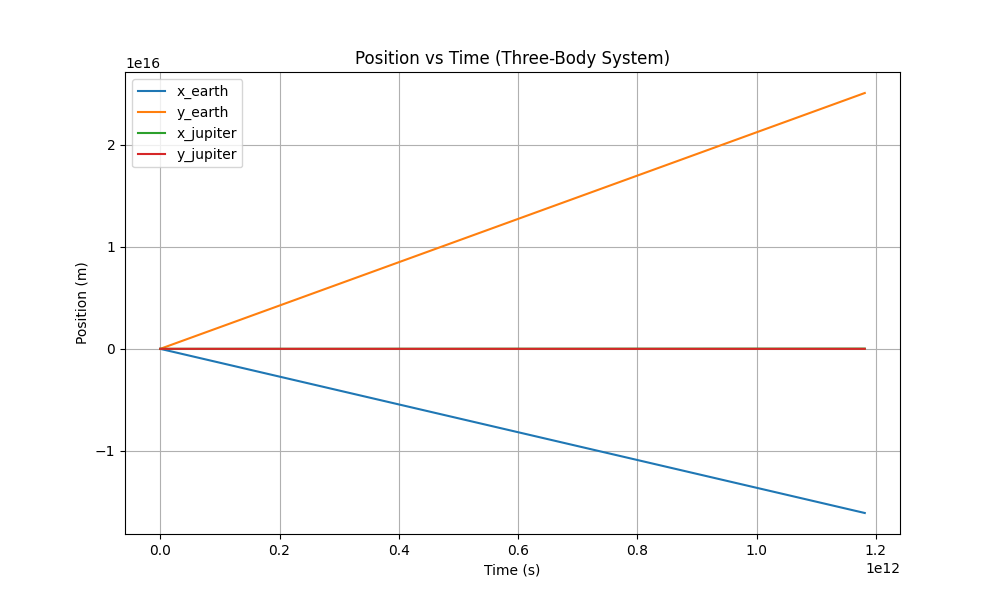 Position vs Time (Three-Body System)
1e16
x_earth
y_earth
x_jupiter
y_jupiter
2
1
0
−1
Position (m)
0.0 0.2 0.4 0.6 0.8 1.0 1.2
1e12
Time (s)